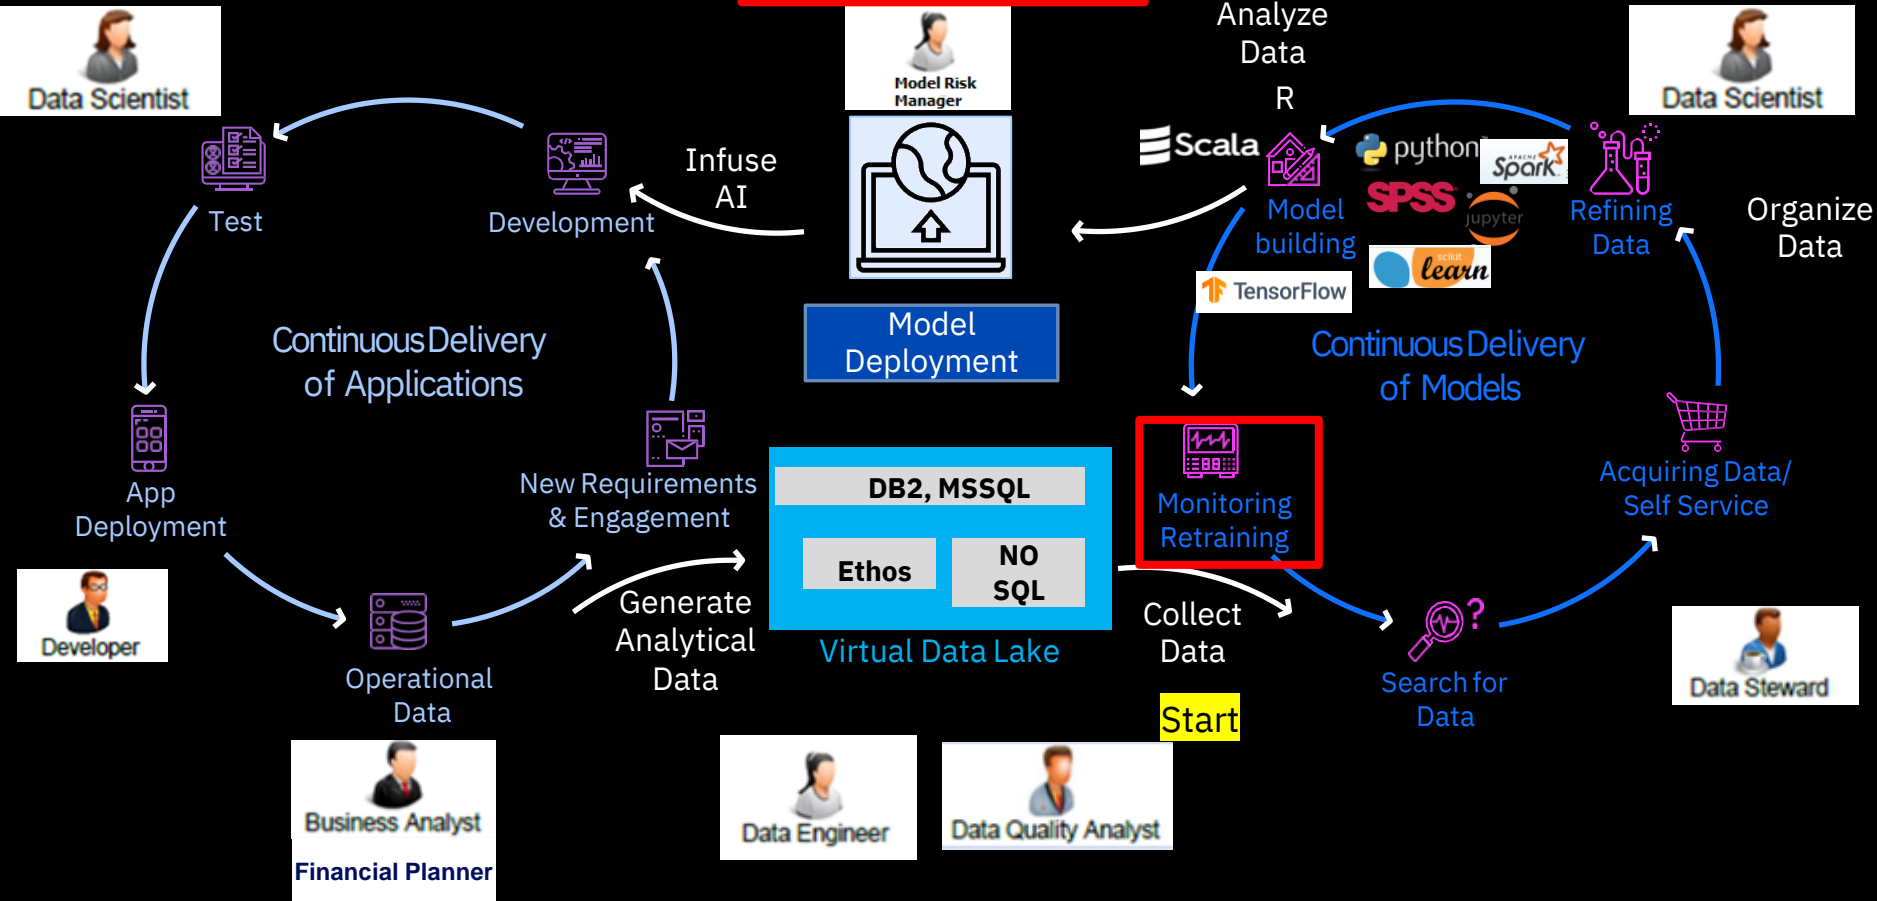 Data Scientist
Model Risk
Manager
Analyze
Data
R
Data Scientist
Scala
python
APACHE
Spark
SPSS
jupyter
scikit
learn
TensorFlow
Model
building
Refining
Data
Organize
Data
Infuse
AI
Test
Development
Continuous Delivery
of Applications
Model
Deployment
Continuous Delivery
of Models
App
Deployment
New Requirements
& Engagement
DB2, MSSQL
Ethos
NO
SQL
Virtual Data Lake
Monitoring
Retraining
Acquiring Data/
Self Service
Developer
Generate
Analytical
Data
Collect
Data
Start
?
Search for
Data
Data Steward
Operational
Data
Business Analyst
Financial Planner
Data Engineer
Data Quality Analyst